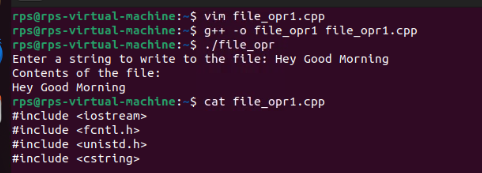 rps@rps-virtual-machine:~$ vim file_opr1.cpp
rps@rps-virtual-machine:~$ g++ -o file_opr1 file_opr1.cpp
rps@rps-virtual-machine:~$ ./file_opr
Enter a string to write to the file: Hey Good Morning
Contents of the file:
Hey Good Morning
rps@rps-virtual-machine:~$ cat file_opr1.cpp
#include <iostream>
#include <fcntl.h>
#include <unistd.h>
#include <cstring>